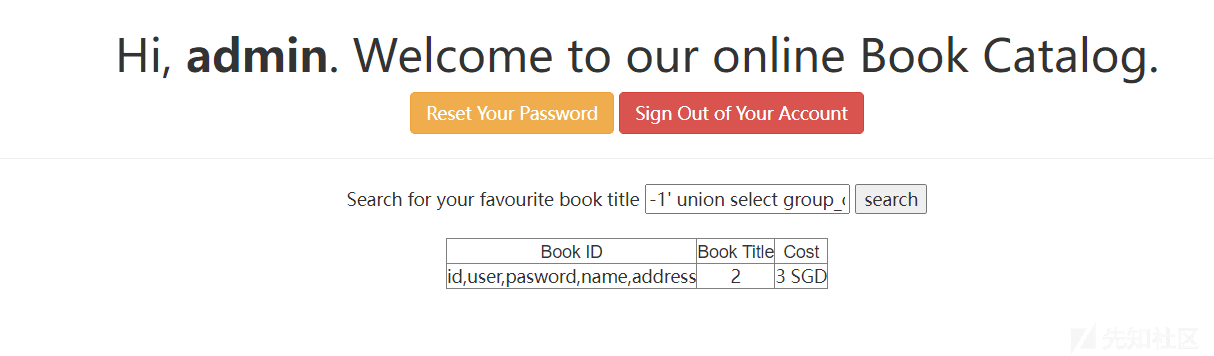 Hi, admin. Welcome to our online Book Catalog.
Reset Your Password Sign Out of Your Account
Search for your favourite book title -1' union select group_c search
Book ID Book Title Cost
id,user,pasword,name,address 2 3 SGD
先知社区